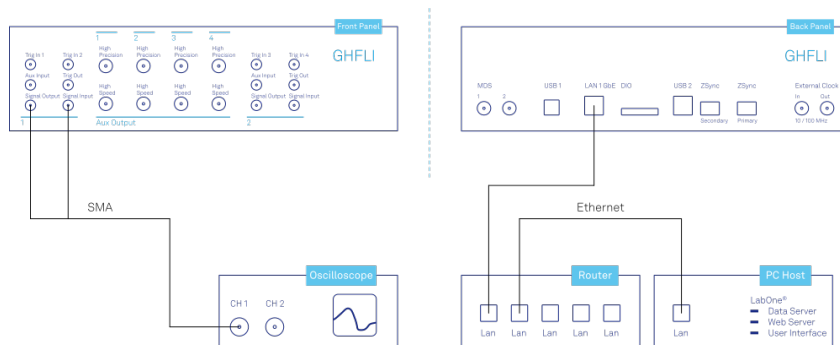 Front Panel
GHFLI
1 2 3 4
High Precision High Precision High Precision High Precision
Trig In 1 Trig In 2 Trig In 3 Trig In 4
Aux Input Trig Out Aux Input Trig Out
High Speed High Speed High Speed High Speed
Signal Output Signal Input Signal Output Signal Input
1 Aux Output 2
SMA
Oscilloscope
CH 1 CH 2
Back Panel
GHFLI
MDS USB 1 LAN 1 GbE DIO USB 2 ZSync ZSync External Clock
1 2 In Out
Secondary Primary 10 / 100 MHz
Ethernet
Router
Lan Lan Lan Lan Lan
PC Host
LabOne®
Data Server
Web Server
User Interface
Lan